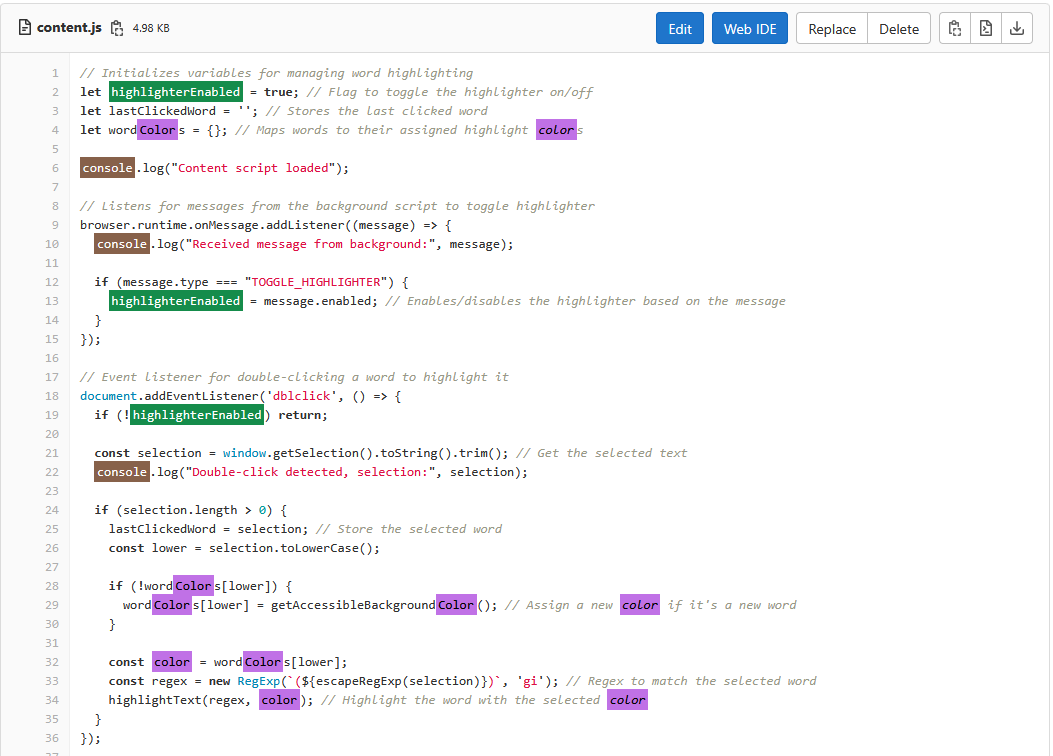 content.js 4.98 KB Edit Web IDE Replace Delete
1 // Initializes variables for managing word highlighting
2 let highlighterEnabled = true; // Flag to toggle the highlighter on/off
3 let lastClickedWord = ''; // Stores the last clicked word
4 let wordColors = {}; // Maps words to their assigned highlight colors
5
6 console.log("Content script loaded");
7
8 // Listens for messages from the background script to toggle highlighter
9 browser.runtime.onMessage.addListener((message) => {
10   console.log("Received message from background:", message);
11
12   if (message.type === "TOGGLE_HIGHLIGHTER") {
13     highlighterEnabled = message.enabled; // Enables/disables the highlighter based on the message
14   }
15 });
16
17 // Event listener for double-clicking a word to highlight it
18 document.addEventListener('dblclick', () => {
19   if (!highlighterEnabled) return;
20
21   const selection = window.getSelection().toString().trim(); // Get the selected text
22   console.log("Double-click detected, selection:", selection);
23
24   if (selection.length > 0) {
25     lastClickedWord = selection; // Store the selected word
26     const lower = selection.toLowerCase();
27
28     if (!wordColors[lower]) {
29       wordColors[lower] = getAccessibleBackgroundColor(); // Assign a new color if it's a new word
30     }
31
32     const color = wordColors[lower];
33     const regex = new RegExp(`(${escapeRegExp(selection)})`, 'gi'); // Regex to match the selected word
34     highlightText(regex, color); // Highlight the word with the selected color
35   }
36 });